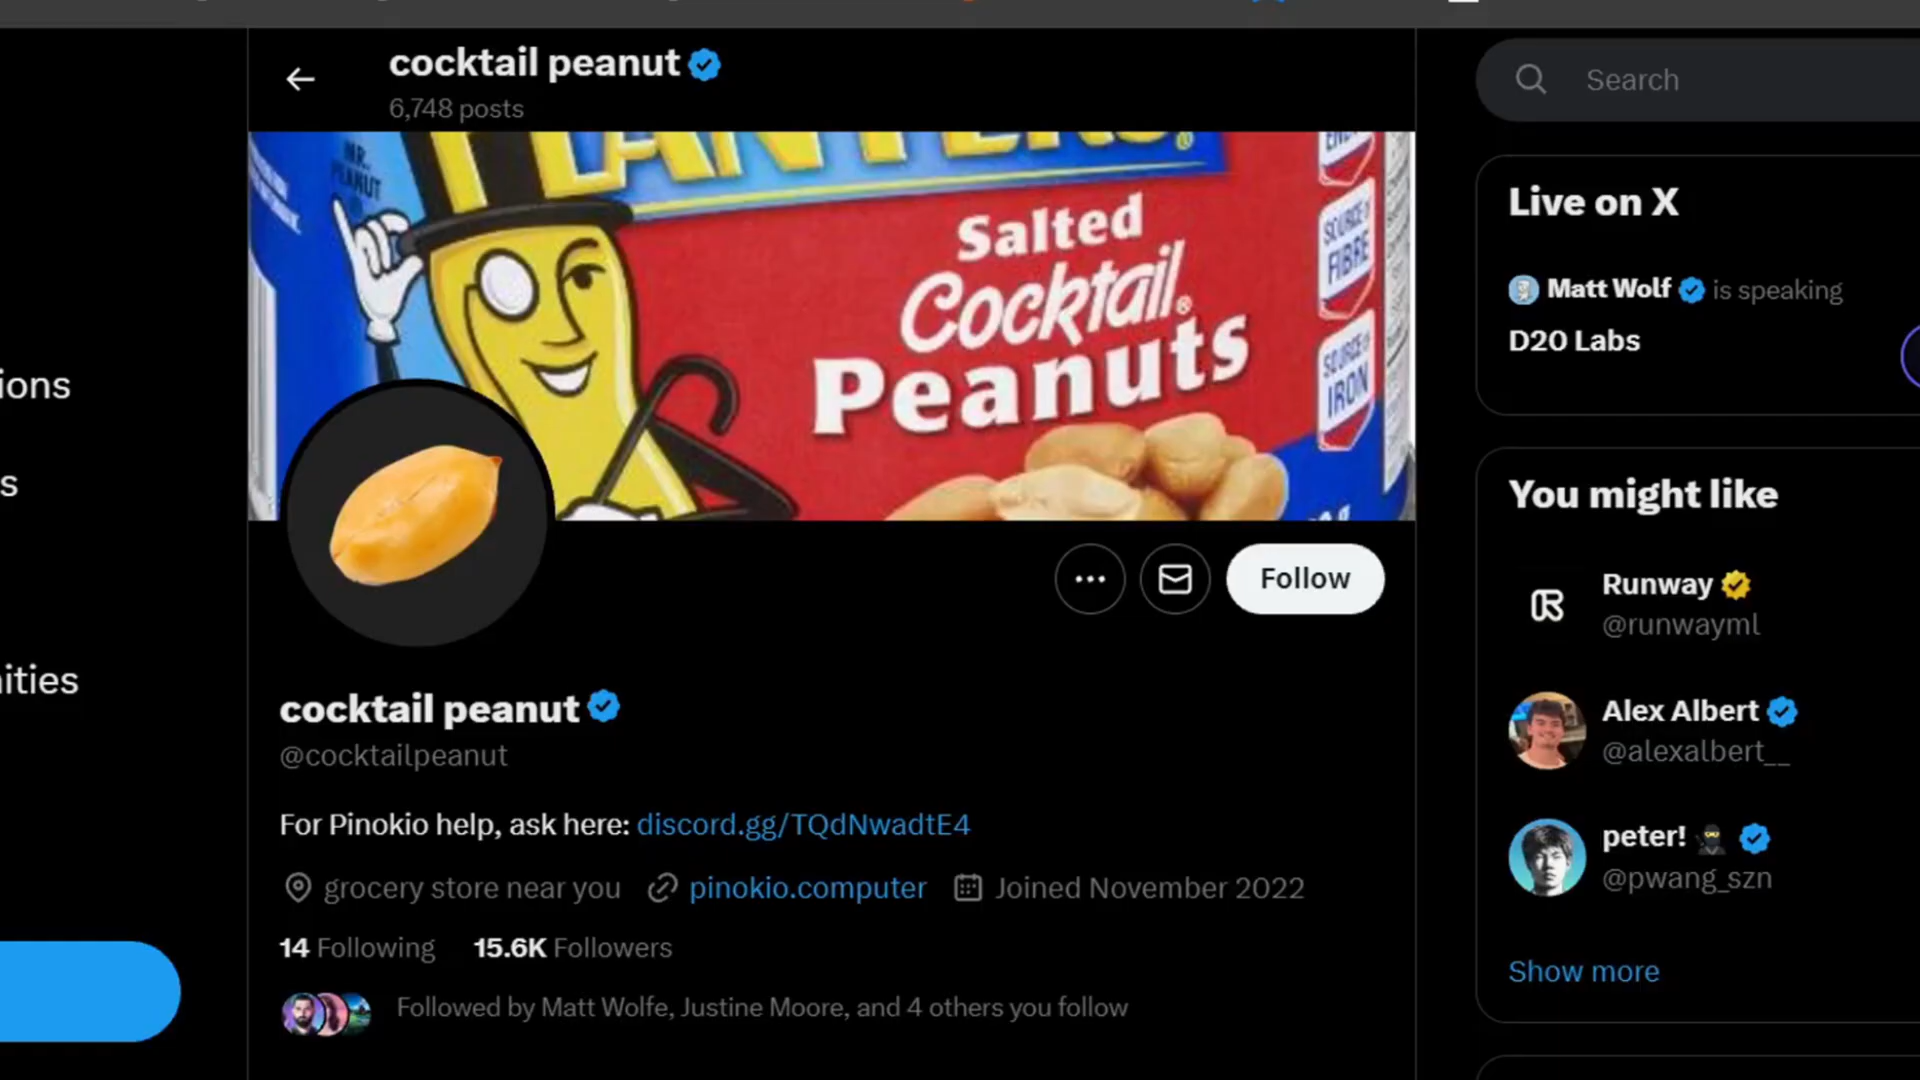 cocktail peanut
6,748 posts
MR.
PEANUT
Salted
Cocktail®
Peanuts
SOURCE OF
FIBRE
SOURCE OF
IRON
Follow
cocktail peanut
@cocktailpeanut
For Pinokio help, ask here: discord.gg/TQdNwadtE4
grocery store near you pinokio.computer Joined November 2022
14 Following 15.6K Followers
Followed by Matt Wolfe, Justine Moore, and 4 others you follow
ions
s
ities
Search
Live on X
Matt Wolf is speaking
D20 Labs
You might like
Runway
@runwayml
Alex Albert
@alexalbert__
peter!
@pwang_szn
Show more